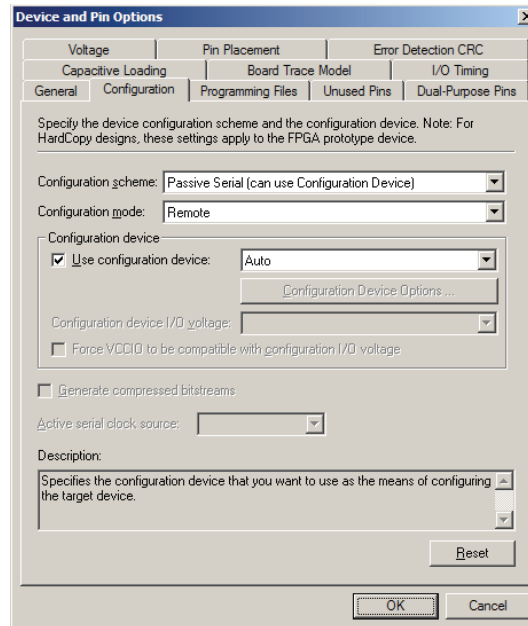 Device and Pin Options
Voltage
Pin Placement
Error Detection CRC
Capacitive Loading
Board Trace Model
I/O Timing
General
Configuration
Programming Files
Unused Pins
Dual-Purpose Pins
Specify the device configuration scheme and the configuration device. Note: For
HardCopy designs, these settings apply to the FPGA prototype device.
Configuration scheme: Passive Serial (can use Configuration Device)
Configuration mode: Remote
Configuration device
Use configuration device: Auto
Configuration Device Options ...
Configuration device I/O voltage:
Force VCCIO to be compatible with configuration I/O voltage
Generate compressed bitstreams
Active serial clock source:
Description:
Specifies the configuration device that you want to use as the means of configuring
the target device.
Reset
OK
Cancel